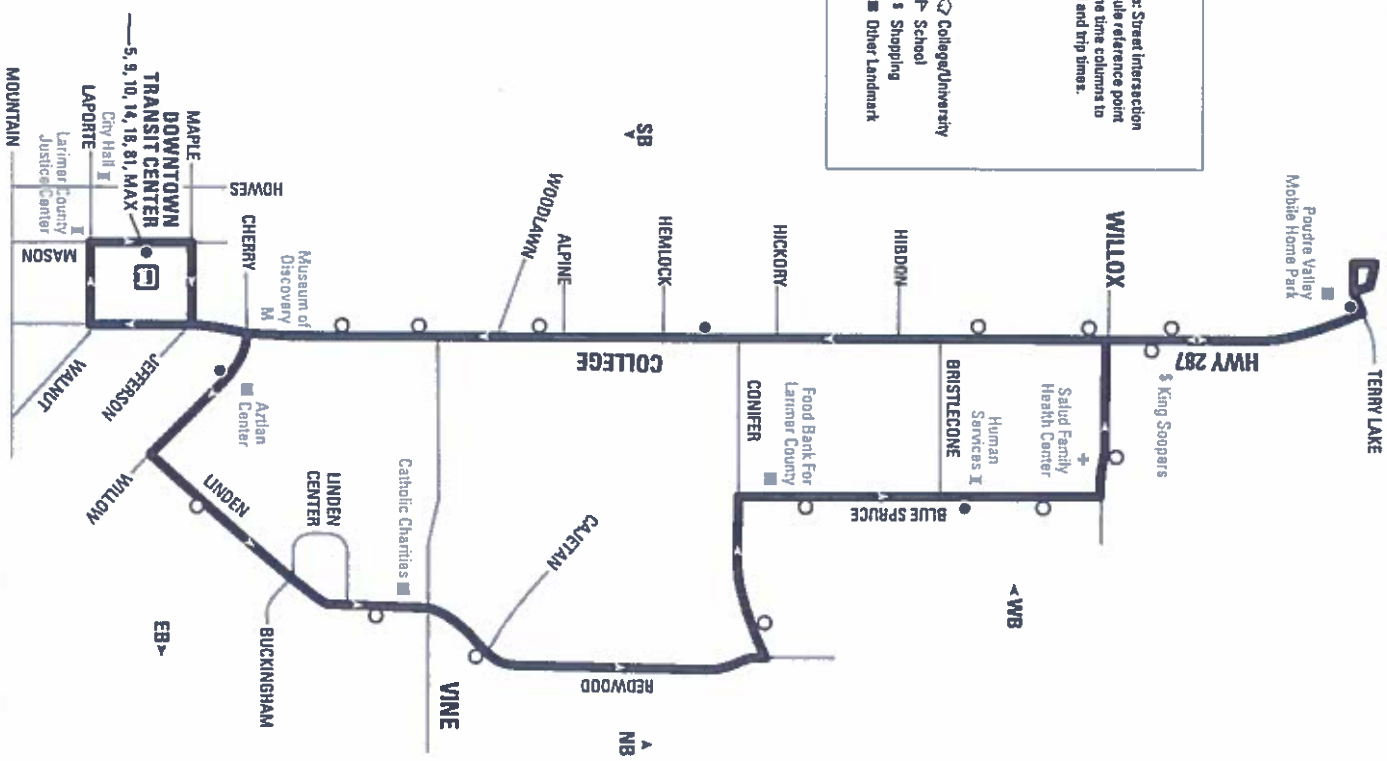 s: Street intersection
ule reference point
ne time columns to
and trip times.
College/University
School
$ Shopping
Other Landmark
Poudre Valley
Mobile Home Park
TERRY LAKE
HWY 287
$ King Soopers
WILLOX
Salud Family
Health Center
Human
Services
BRISTLECONE
BLUE SPRUCE
HIBDON
HICKORY
Food Bank For
Larimer County
CONIFER
HEMLOCK
COLLEGE
ALPINE
WOODLAWN
CAJETAN
REDWOOD
VINE
Catholic Charities
LINDEN
CENTER
BUCKINGHAM
LINDEN
WILLOW
Aztlan
Center
Museum of
Discovery
M
CHERRY
HOWES
MAPLE
DOWNTOWN
TRANSIT CENTER
5, 9, 10, 14, 18, 81, MAX
City Hall
LAPORTE
Larimer County
Justice Center
MASON
MOUNTAIN
JEFFERSON
WALNUT
SB
WB
NB
EB